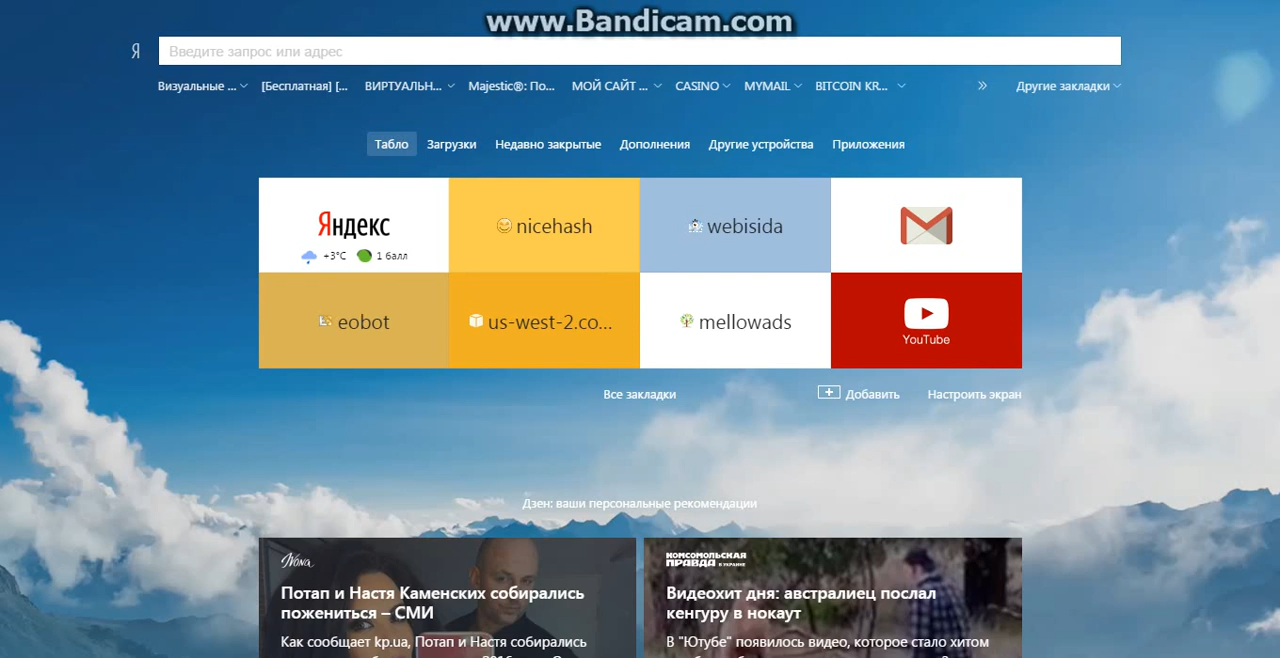 www.Bandicam.com
Я
Введите запрос или адрес
Визуальные ... [Бесплатная] [... ВИРТУАЛЬН... Majestic®: По... МОЙ САЙТ ... CASINO MYMAIL BITCOIN KR... » Другие закладки
Табло Загрузки Недавно закрытые Дополнения Другие устройства Приложения
Яндекс nicehash webisida
+3°C 1 балл
eobot us-west-2.co... mellowads
YouTube
Все закладки Добавить Настроить экран
Дзен: ваши персональные рекомендации
Ivona
Потап и Настя Каменских собирались
пожениться – СМИ
Как сообщает kp.ua, Потап и Настя собирались
КОМСОМОЛЬСКАЯ
ПРАВДА В УКРАИНЕ
Видеохит дня: австралиец послал
кенгуру в нокаут
В "Ютубе" появилось видео, которое стало хитом